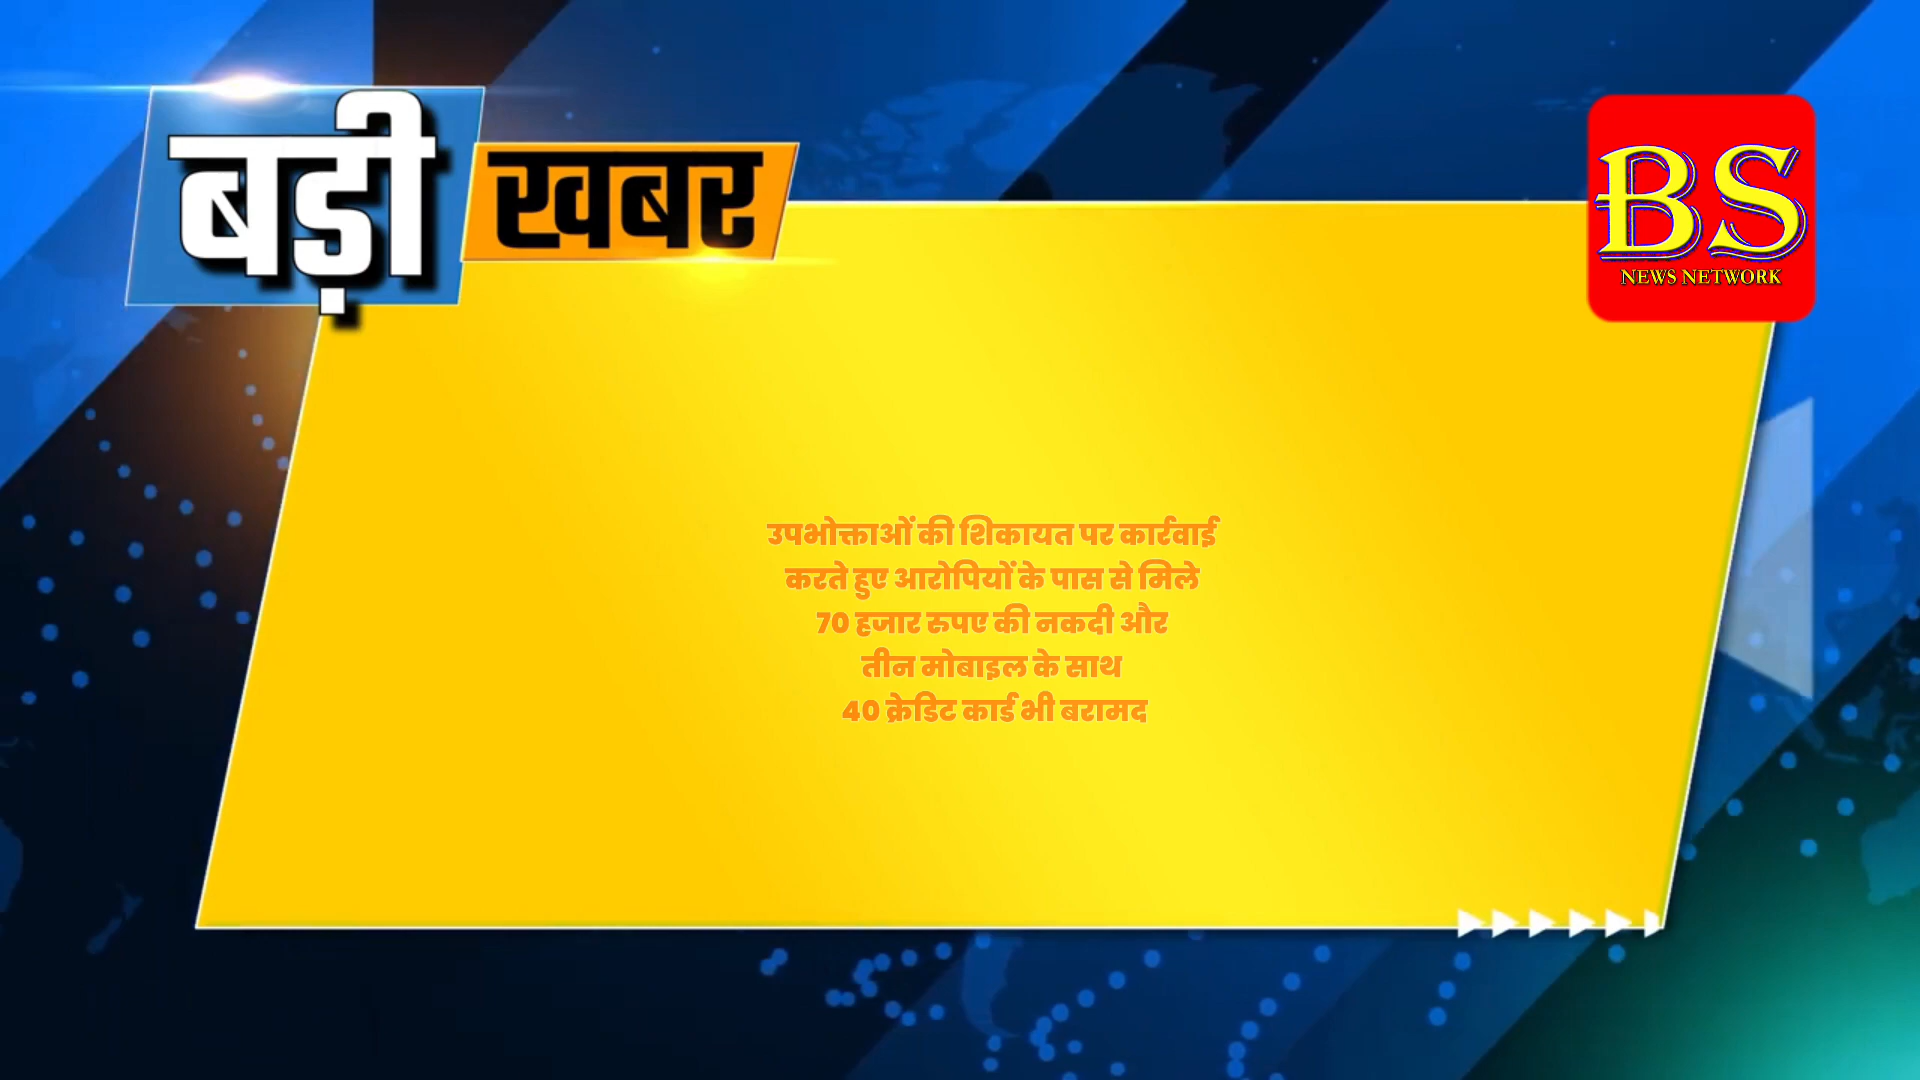 बड़ी खबर
BS
NEWS NETWORK
उपभोक्ताओं की शिकायत पर कार्रवाई
करते हुए आरोपियों के पास से मिले
70 हजार रुपए की नकदी और
तीन मोबाइल के साथ
40 क्रेडिट कार्ड भी बरामद